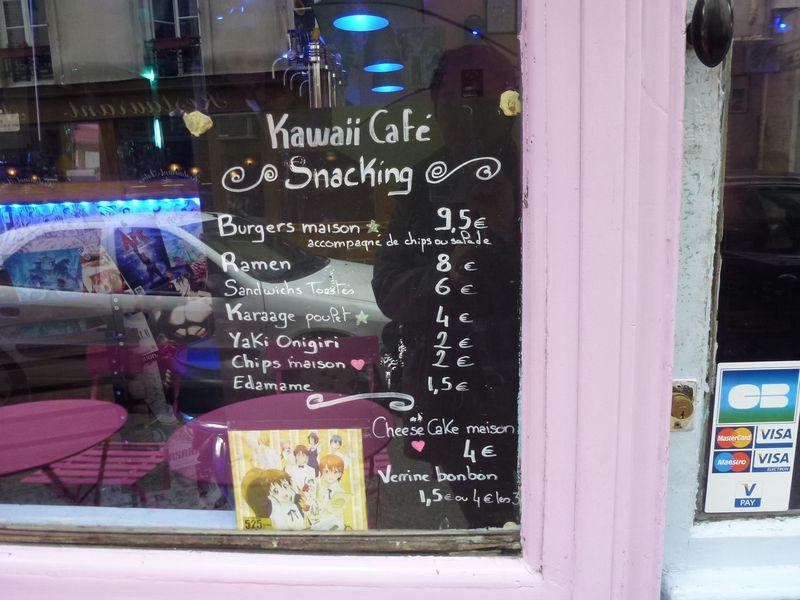 Restaurant
Kawaii Café
Snacking
Burgers maison 9,5€
accompagné de chips ou salade
Ramen 8€
Sandwichs Toastés 6€
Karaage poulet 4€
Yaki Onigiri 2€
Chips maison 2€
Edamame 1,5€
Cheese Cake maison
4€
Verrine bonbon
1,5€ ou 4€ les 3
525
CB
MasterCard VISA
Maestro VISA
ELECTRON
V
PAY